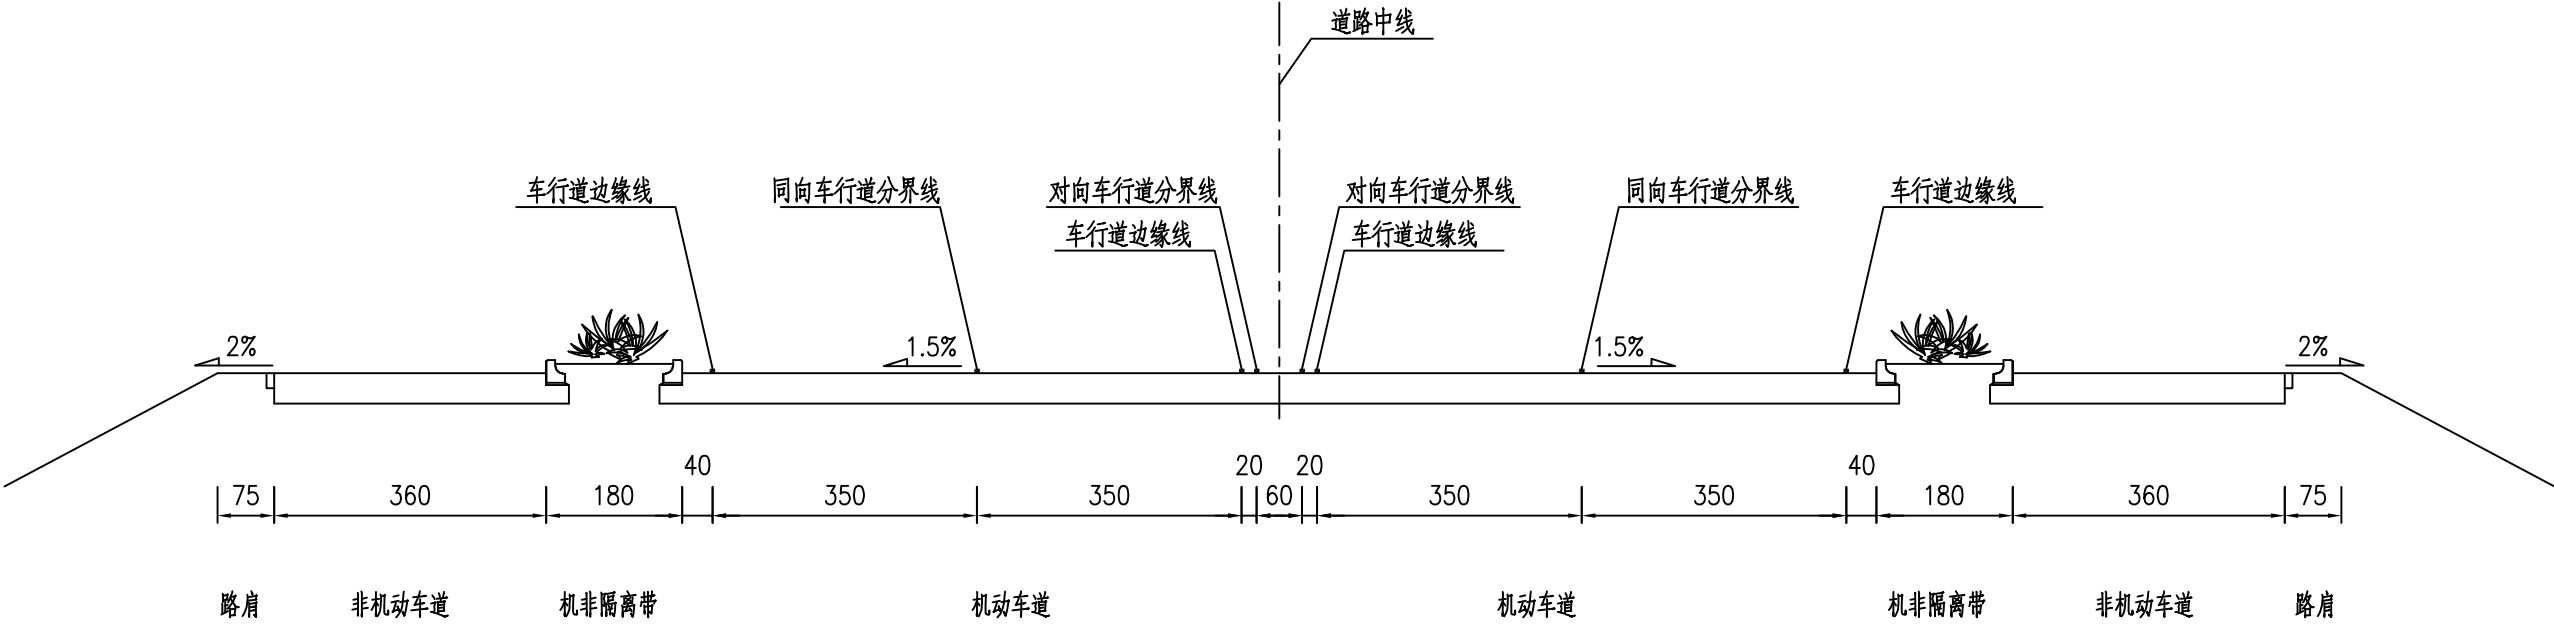 道路中线
车行道边缘线
同向车行道分界线
对向车行道分界线
对向车行道分界线
同向车行道分界线
车行道边缘线
车行道边缘线
车行道边缘线
2%
1.5%
1.5%
2%
40
20
20
40
75
360
180
350
350
60
350
350
180
360
75
路肩
非机动车道
机非隔离带
机动车道
机动车道
机非隔离带
非机动车道
路肩